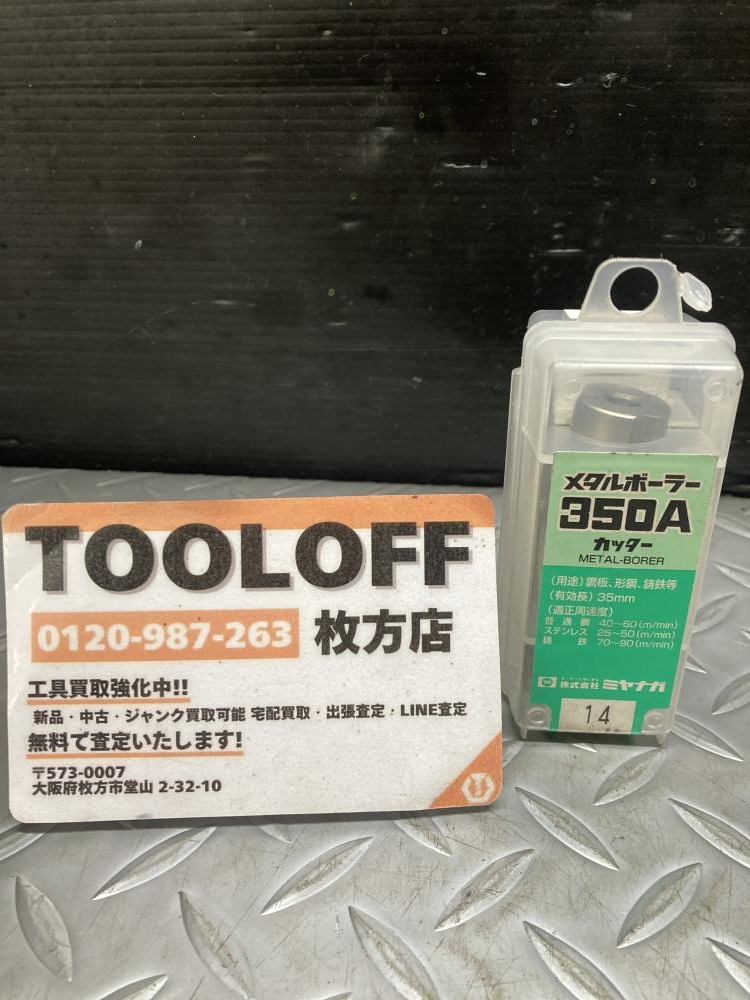 TOOLOFF
0120-987-263 枚方店
工具買取強化中!!
新品・中古・ジャンク買取可能 宅配買取・出張査定・LINE査定
無料で査定いたします!
〒573-0007
大阪府枚方市堂山 2-32-10
メタルボーラー
350A
カッター
METAL-BORER
(用途)鋼板、形鋼、鋳鉄等
(有効長)35mm
(適正周速度)
普通鋼 40~60(m/min)
ステンレス 25~50(m/min)
鋳鉄 70~90(m/min)
株式会社ミヤナガ
14